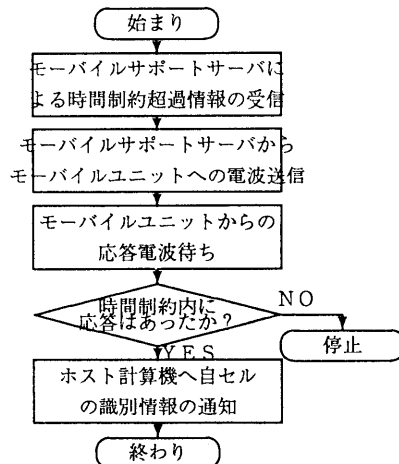 始まり
モーバイルサポートサーバに
よる時間制約超過情報の受信
モーバイルサポートサーバから
モーバイルユニットへの電波送信
モーバイルユニットからの
応答電波待ち
時間制約内に
応答はあったか?
NO
停止
YES
ホスト計算機へ自セル
の識別情報の通知
終わり